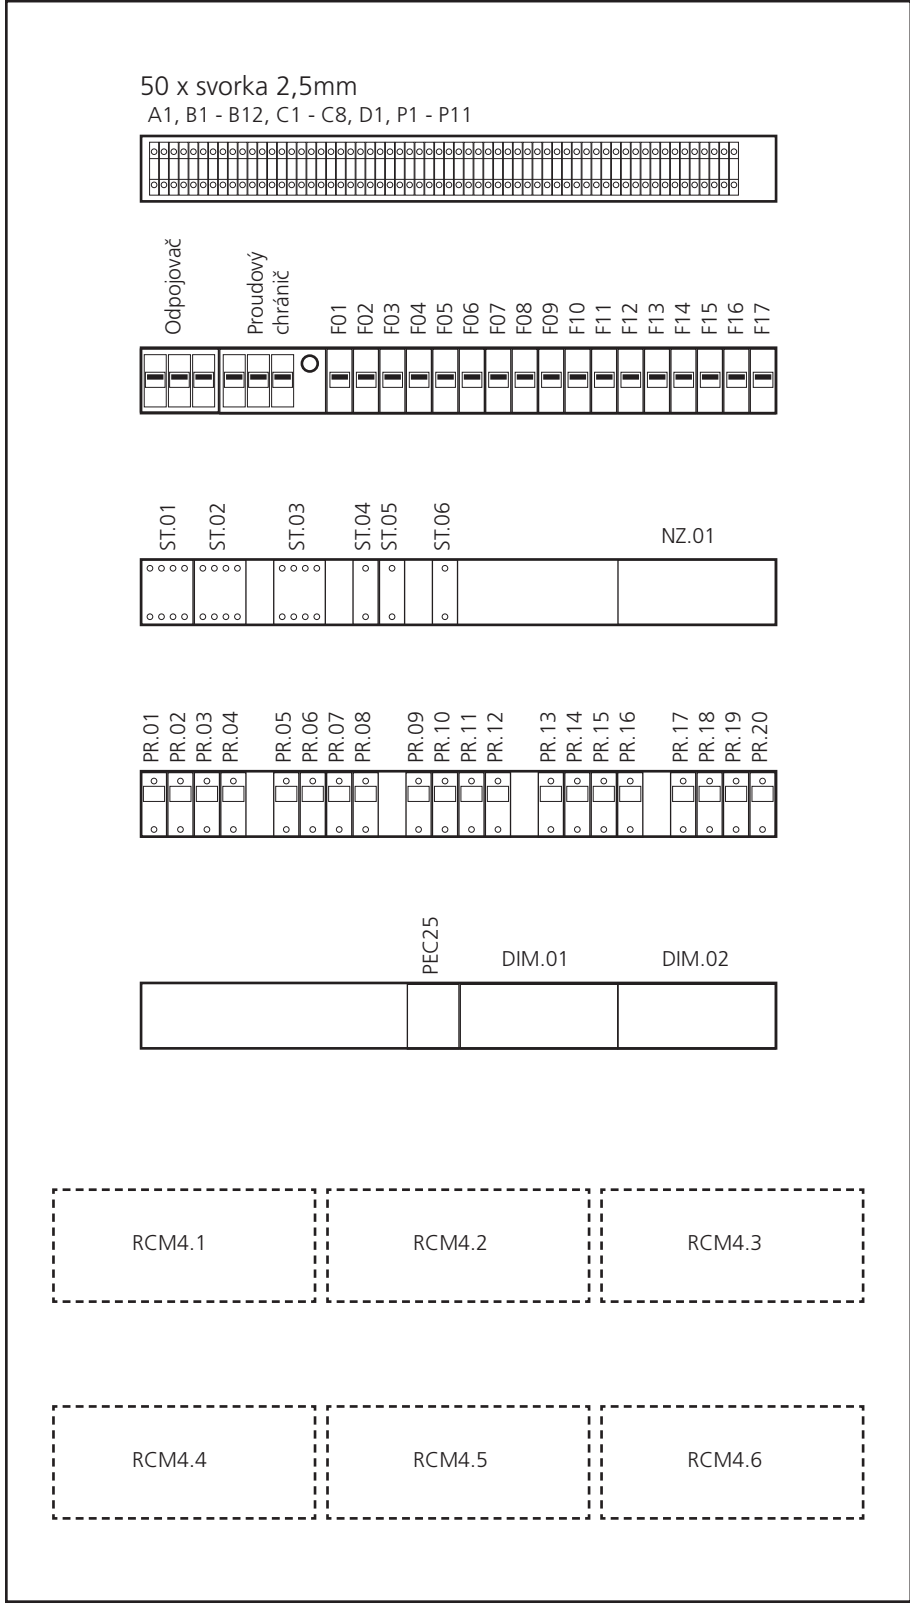 50 x svorka 2,5mm
A1, B1 - B12, C1 - C8, D1, P1 - P11
Odpojovač
Proudový
chránič
F01
F02
F03
F04
F05
F06
F07
F08
F09
F10
F11
F12
F13
F14
F15
F16
F17
ST.01
ST.02
ST.03
ST.04
ST.05
ST.06
NZ.01
PR.01
PR.02
PR.03
PR.04
PR.05
PR.06
PR.07
PR.08
PR.09
PR.10
PR.11
PR.12
PR.13
PR.14
PR.15
PR.16
PR.17
PR.18
PR.19
PR.20
PEC25
DIM.01
DIM.02
RCM4.1
RCM4.2
RCM4.3
RCM4.4
RCM4.5
RCM4.6